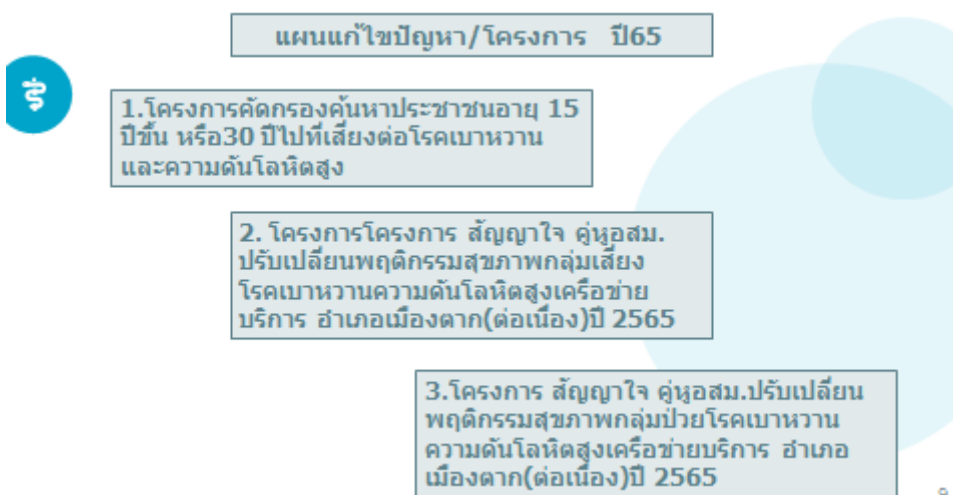 แผนแก้ไขปัญหา/โครงการ ปี65
1.โครงการคัดกรองค้นหาประชาชนอายุ 15
ปีขึ้น หรือ30 ปีไปที่เสี่ยงต่อโรคเบาหวาน
และความดันโลหิตสูง
2. โครงการโครงการ สัญญาใจ คู่หูอสม.
ปรับเปลี่ยนพฤติกรรมสุขภาพกลุ่มเสี่ยง
โรคเบาหวานความดันโลหิตสูงเครือข่าย
บริการ อำเภอเมืองตาก(ต่อเนื่อง)ปี 2565
3.โครงการ สัญญาใจ คู่หูอสม.ปรับเปลี่ยน
พฤติกรรมสุขภาพกลุ่มป่วยโรคเบาหวาน
ความดันโลหิตสูงเครือข่ายบริการ อำเภอ
เมืองตาก(ต่อเนื่อง)ปี 2565